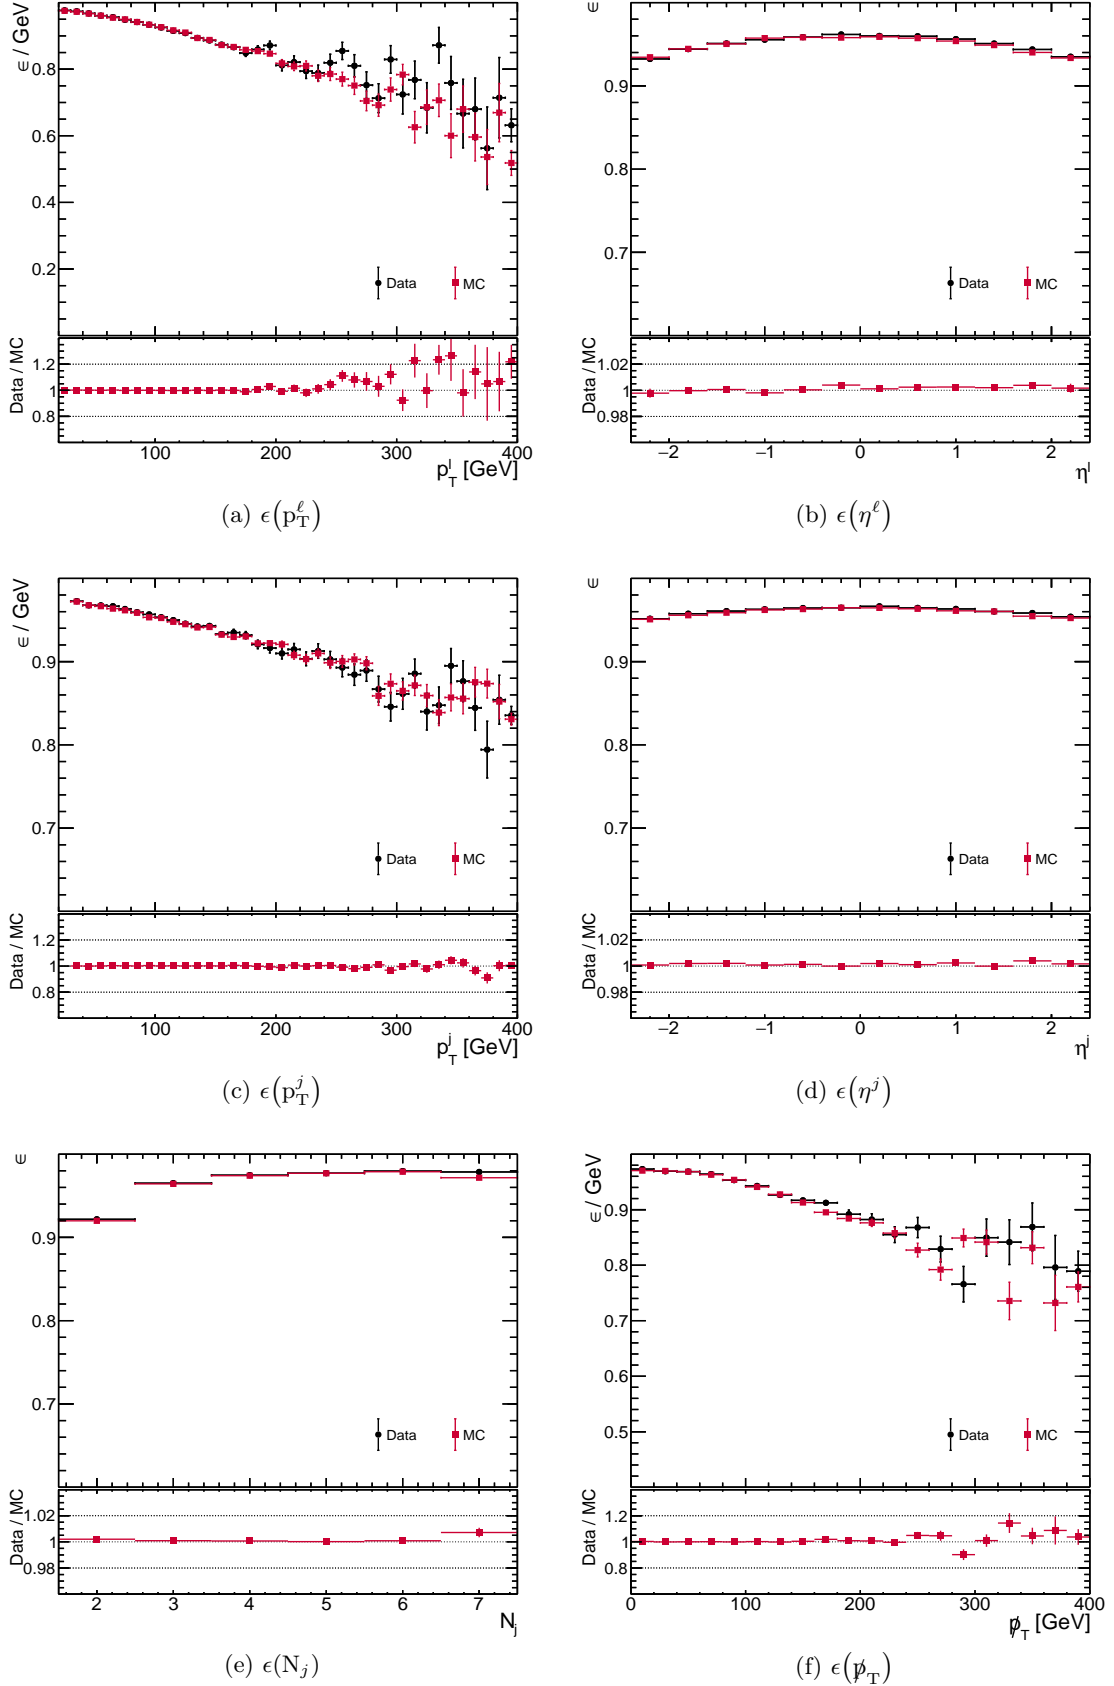 ϵ / GeV
0.8
0.6
0.4
0.2
Data
MC
Data / MC
1.2
1
0.8
100
200
300
400
p_T^l [GeV]
(a) ϵ(p_T^ℓ)
ϵ
0.9
0.8
0.7
Data
MC
Data / MC
1.02
1
0.98
−2
−1
0
1
2
η^l
(b) ϵ(η^ℓ)
ϵ / GeV
0.9
0.8
0.7
Data
MC
Data / MC
1.2
1
0.8
100
200
300
400
p_T^j [GeV]
(c) ϵ(p_T^j)
ϵ
0.9
0.8
0.7
Data
MC
Data / MC
1.02
1
0.98
−2
−1
0
1
2
η^j
(d) ϵ(η^j)
ϵ
0.9
0.8
0.7
Data
MC
Data / MC
1.02
1
0.98
2
3
4
5
6
7
N_j
(e) ϵ(N_j)
ϵ / GeV
0.9
0.8
0.7
0.6
0.5
Data
MC
Data / MC
1.2
1
0.8
0
100
200
300
400
p̸_T [GeV]
(f) ϵ(p̸_T)